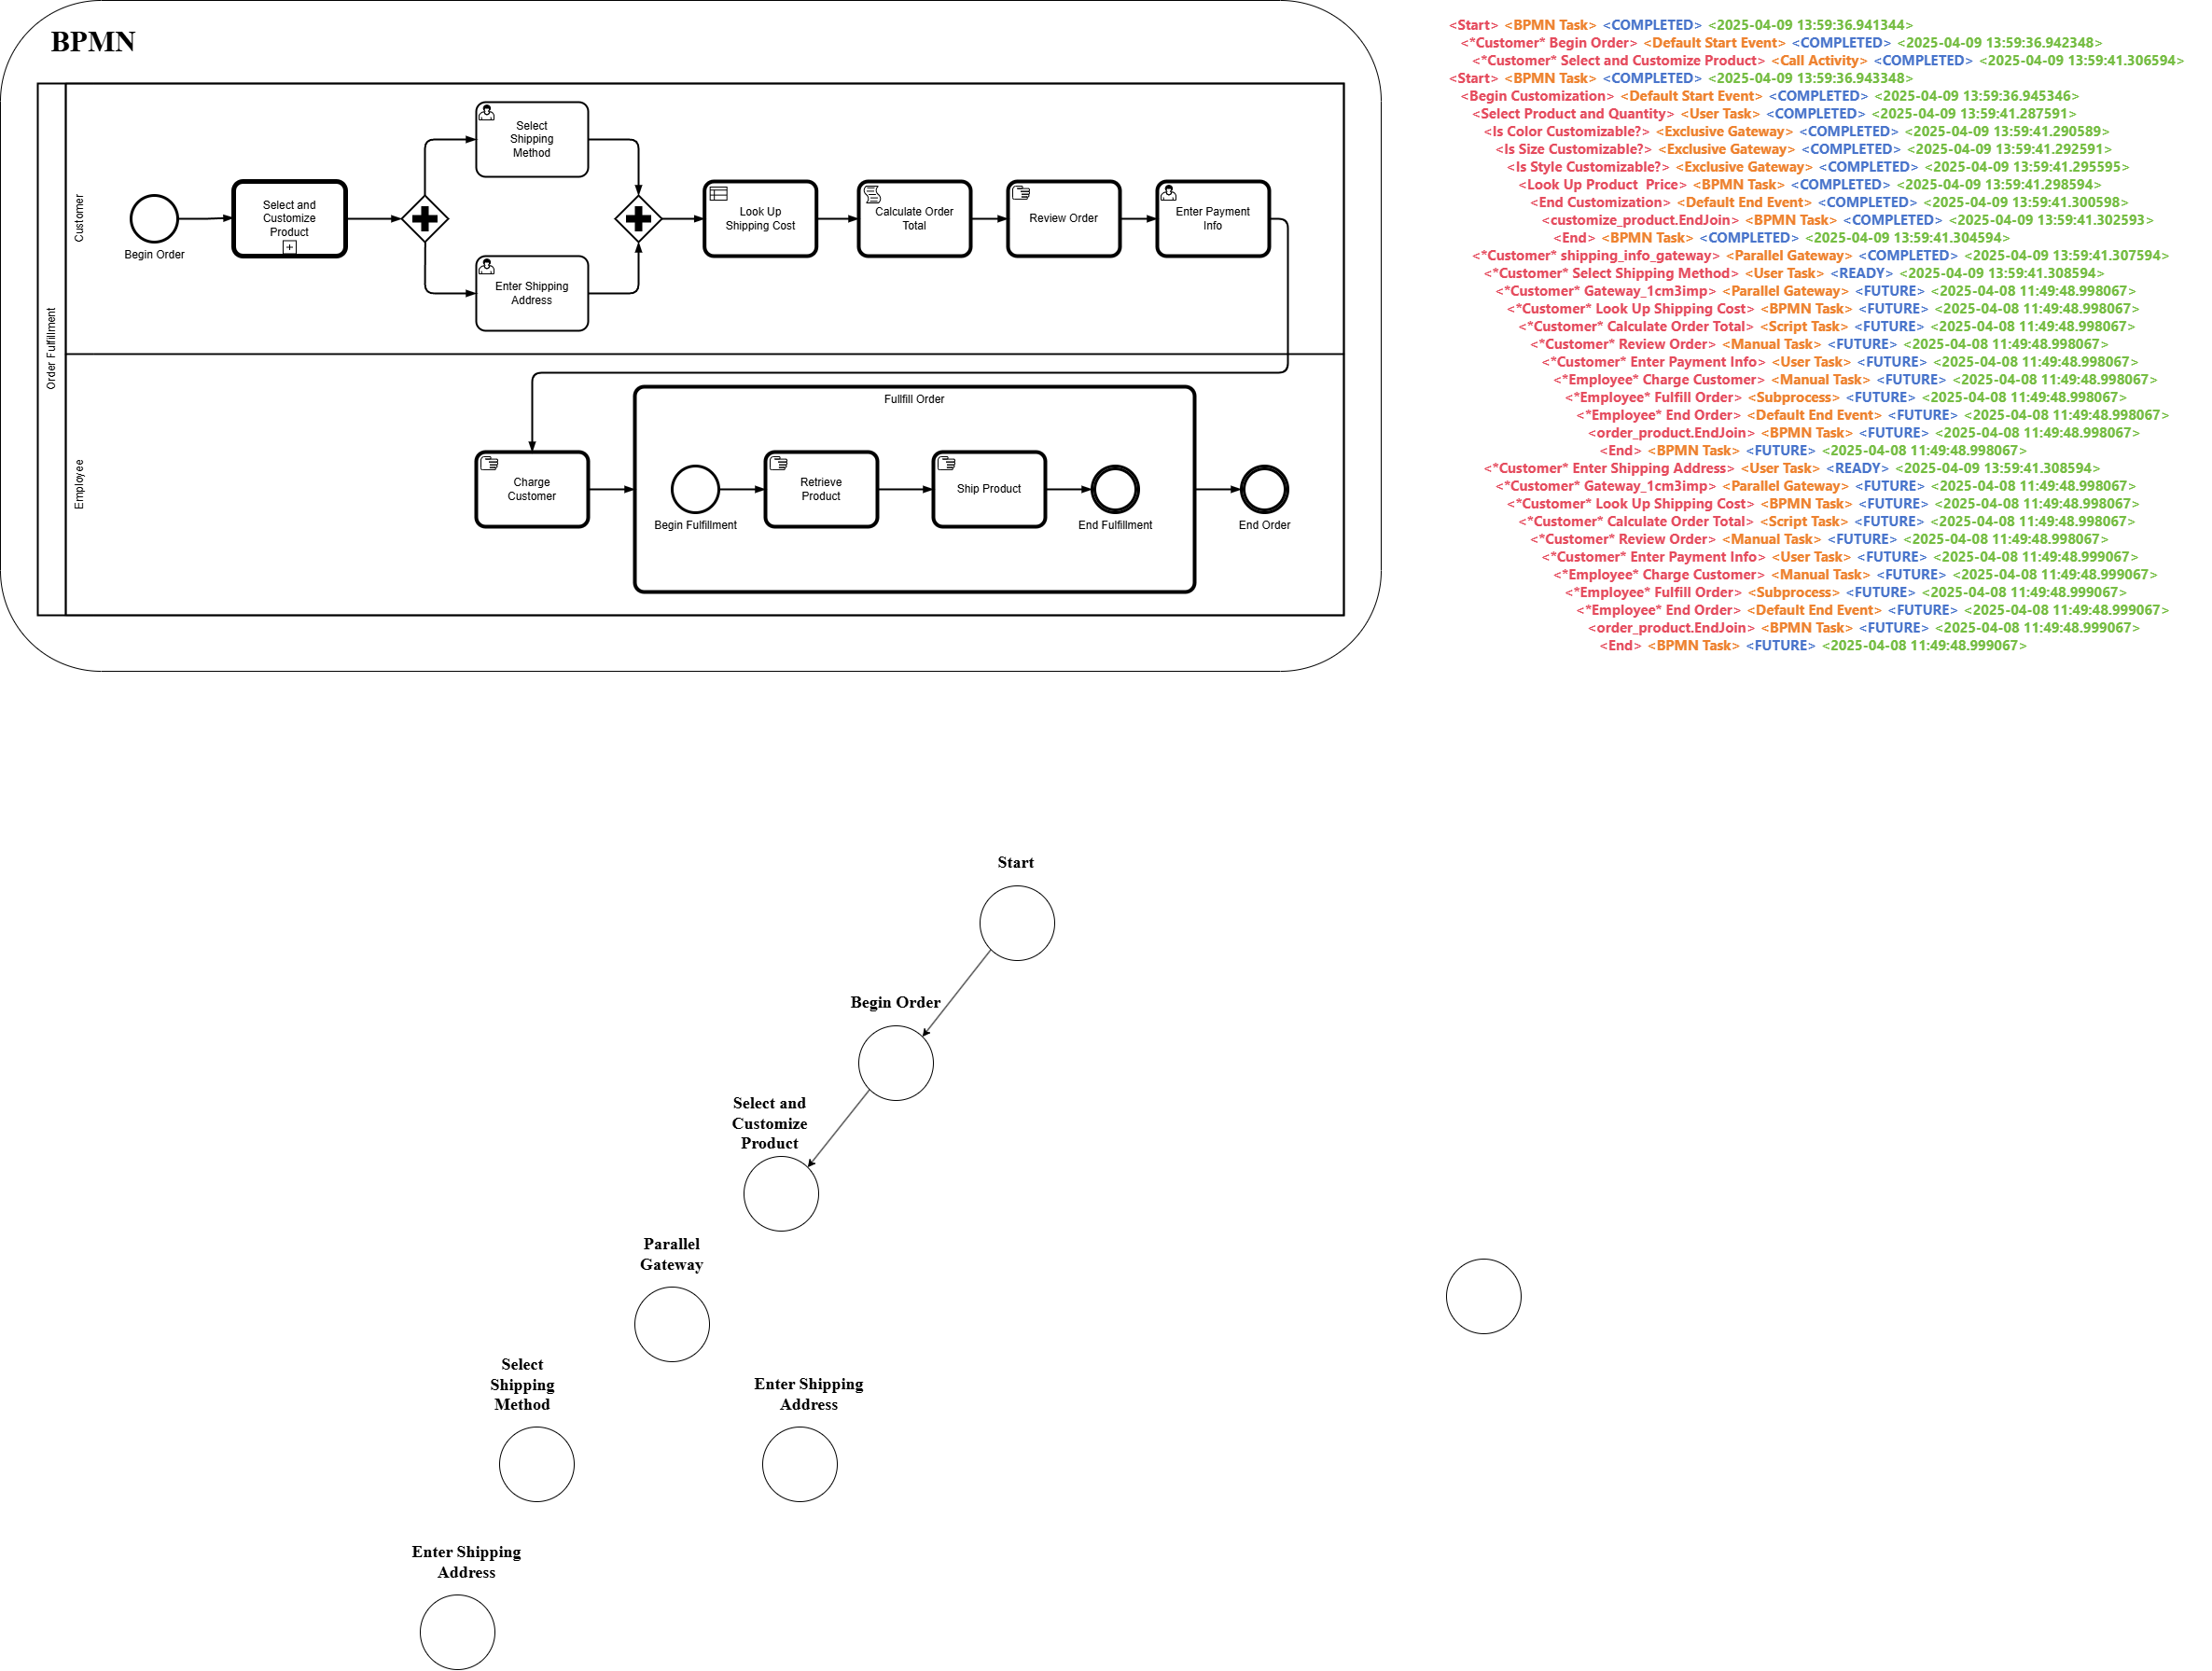 BPMN
Order Fulfillment
Customer
Begin Order
Select and
Customize
Product
Select
Shipping
Method
Enter Shipping
Address
Look Up
Shipping Cost
Calculate Order
Total
Review Order
Enter Payment
Info
Employee
Charge
Customer
Fullfill Order
Begin Fulfillment
Retrieve
Product
Ship Product
End Fulfillment
End Order
<Start> <BPMN Task> <COMPLETED> <2025-04-09 13:59:36.941344>
<*Customer* Begin Order> <Default Start Event> <COMPLETED> <2025-04-09 13:59:36.942348>
<*Customer* Select and Customize Product> <Call Activity> <COMPLETED> <2025-04-09 13:59:41.306594>
<Start> <BPMN Task> <COMPLETED> <2025-04-09 13:59:36.943348>
<Begin Customization> <Default Start Event> <COMPLETED> <2025-04-09 13:59:36.945346>
<Select Product and Quantity> <User Task> <COMPLETED> <2025-04-09 13:59:41.287591>
<Is Color Customizable?> <Exclusive Gateway> <COMPLETED> <2025-04-09 13:59:41.290589>
<Is Size Customizable?> <Exclusive Gateway> <COMPLETED> <2025-04-09 13:59:41.292591>
<Is Style Customizable?> <Exclusive Gateway> <COMPLETED> <2025-04-09 13:59:41.295595>
<Look Up Product  Price> <BPMN Task> <COMPLETED> <2025-04-09 13:59:41.298594>
<End Customization> <Default End Event> <COMPLETED> <2025-04-09 13:59:41.300598>
<customize_product.EndJoin> <BPMN Task> <COMPLETED> <2025-04-09 13:59:41.302593>
<End> <BPMN Task> <COMPLETED> <2025-04-09 13:59:41.304594>
<*Customer* shipping_info_gateway> <Parallel Gateway> <COMPLETED> <2025-04-09 13:59:41.307594>
<*Customer* Select Shipping Method> <User Task> <READY> <2025-04-09 13:59:41.308594>
<*Customer* Gateway_1cm3imp> <Parallel Gateway> <FUTURE> <2025-04-08 11:49:48.998067>
<*Customer* Look Up Shipping Cost> <BPMN Task> <FUTURE> <2025-04-08 11:49:48.998067>
<*Customer* Calculate Order Total> <Script Task> <FUTURE> <2025-04-08 11:49:48.998067>
<*Customer* Review Order> <Manual Task> <FUTURE> <2025-04-08 11:49:48.998067>
<*Customer* Enter Payment Info> <User Task> <FUTURE> <2025-04-08 11:49:48.998067>
<*Employee* Charge Customer> <Manual Task> <FUTURE> <2025-04-08 11:49:48.998067>
<*Employee* Fulfill Order> <Subprocess> <FUTURE> <2025-04-08 11:49:48.998067>
<*Employee* End Order> <Default End Event> <FUTURE> <2025-04-08 11:49:48.998067>
<order_product.EndJoin> <BPMN Task> <FUTURE> <2025-04-08 11:49:48.998067>
<End> <BPMN Task> <FUTURE> <2025-04-08 11:49:48.998067>
<*Customer* Enter Shipping Address> <User Task> <READY> <2025-04-09 13:59:41.308594>
<*Customer* Gateway_1cm3imp> <Parallel Gateway> <FUTURE> <2025-04-08 11:49:48.998067>
<*Customer* Look Up Shipping Cost> <BPMN Task> <FUTURE> <2025-04-08 11:49:48.998067>
<*Customer* Calculate Order Total> <Script Task> <FUTURE> <2025-04-08 11:49:48.998067>
<*Customer* Review Order> <Manual Task> <FUTURE> <2025-04-08 11:49:48.998067>
<*Customer* Enter Payment Info> <User Task> <FUTURE> <2025-04-08 11:49:48.999067>
<*Employee* Charge Customer> <Manual Task> <FUTURE> <2025-04-08 11:49:48.999067>
<*Employee* Fulfill Order> <Subprocess> <FUTURE> <2025-04-08 11:49:48.999067>
<*Employee* End Order> <Default End Event> <FUTURE> <2025-04-08 11:49:48.999067>
<order_product.EndJoin> <BPMN Task> <FUTURE> <2025-04-08 11:49:48.999067>
<End> <BPMN Task> <FUTURE> <2025-04-08 11:49:48.999067>
Start
Begin Order
Select and
Customize
Product
Parallel
Gateway
Select
Shipping
Method
Enter Shipping
Address
Enter Shipping
Address